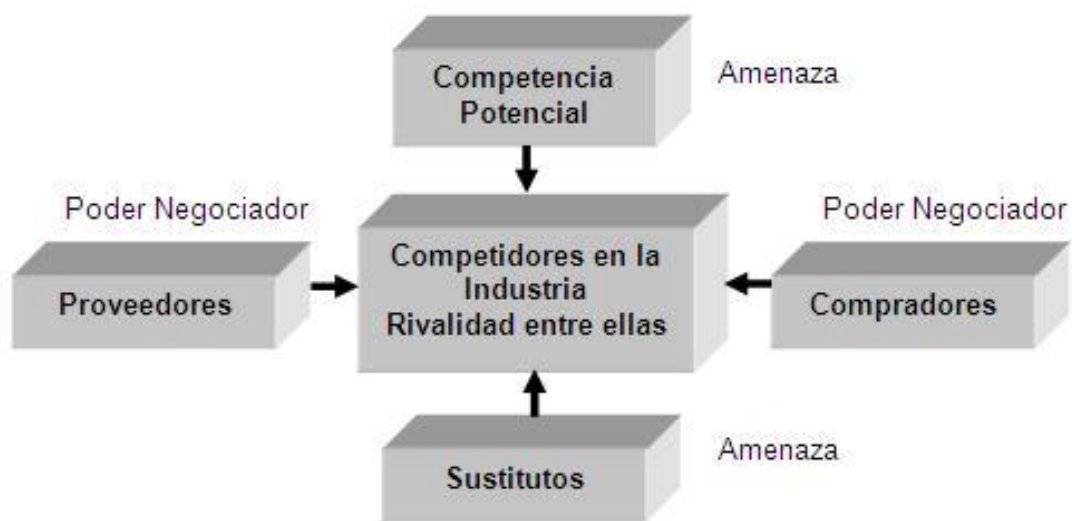 Competencia
Potencial
Amenaza
Poder Negociador
Poder Negociador
Proveedores
Competidores en la
Industria
Rivalidad entre ellas
Compradores
Sustitutos
Amenaza